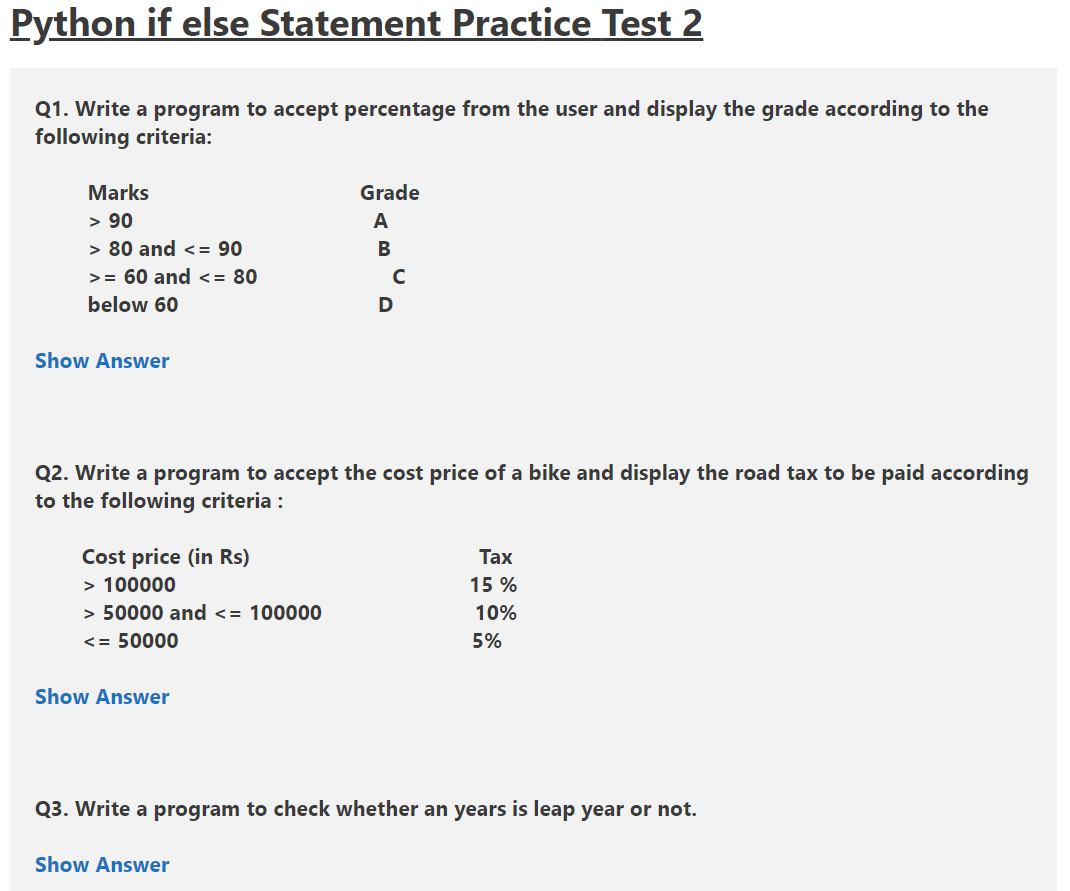 Python if else Statement Practice Test 2
Q1. Write a program to accept percentage from the user and display the grade according to the
following criteria:
Marks Grade
> 90 A
> 80 and <= 90 B
>= 60 and <= 80 C
below 60 D
Show Answer
Q2. Write a program to accept the cost price of a bike and display the road tax to be paid according
to the following criteria :
Cost price (in Rs) Tax
> 100000 15 %
> 50000 and <= 100000 10%
<= 50000 5%
Show Answer
Q3. Write a program to check whether an years is leap year or not.
Show Answer